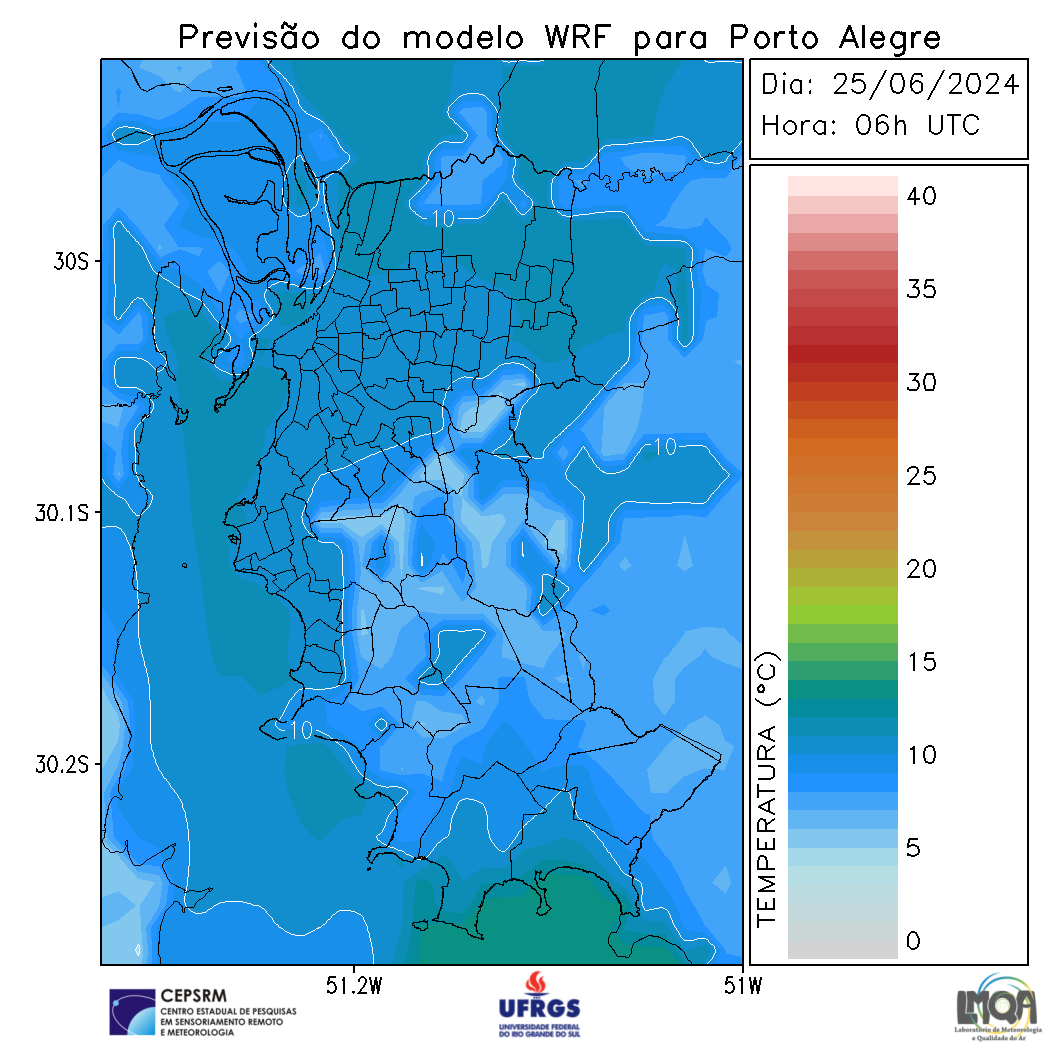 Previsão do modelo WRF para Porto Alegre
Dia: 25/06/2024
Hora: 06h UTC
40
35
30
25
20
15
10
5
0
TEMPERATURA (°C)
30S
30.1S
30.2S
51.2W
51W
10
10
10
CEPSRM
CENTRO ESTADUAL DE PESQUISAS
EM SENSORIAMENTO REMOTO
E METEOROLOGIA
UFRGS
UNIVERSIDADE FEDERAL
DO RIO GRANDE DO SUL
LMQA
Laboratório de Meteorologia
e Qualidade do Ar